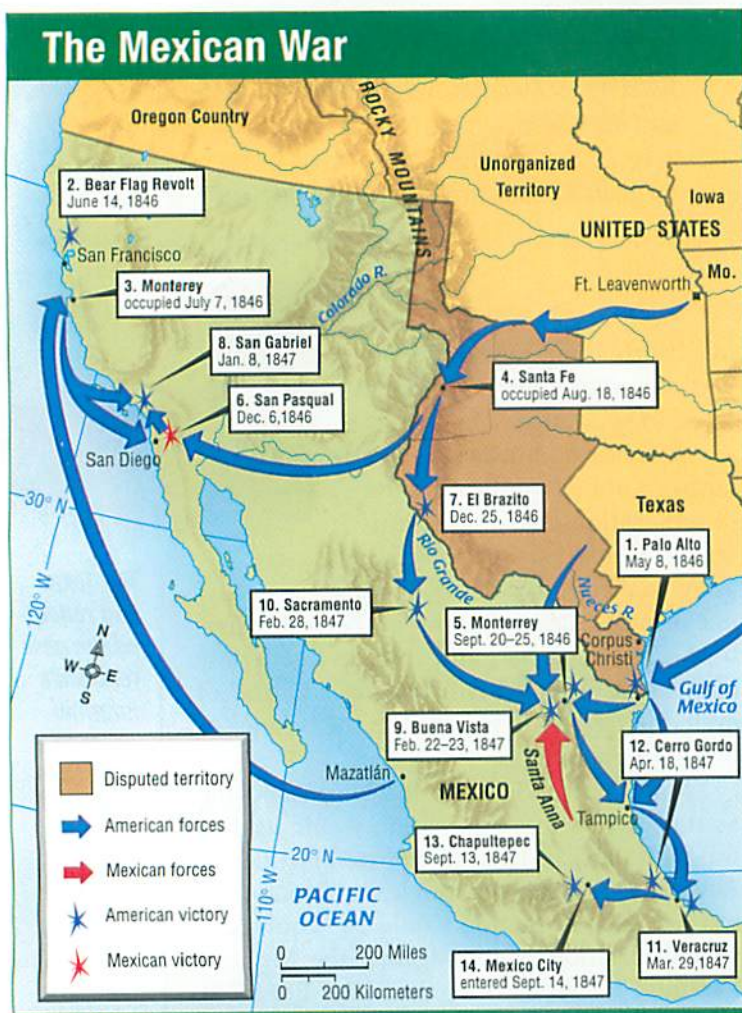 The Mexican War
Oregon Country
ROCKY MOUNTAINS
Unorganized
Territory
Iowa
UNITED STATES
Mo.
2. Bear Flag Revolt
June 14, 1846
San Francisco
3. Monterey
occupied July 7, 1846
Colorado R.
Ft. Leavenworth
8. San Gabriel
Jan. 8, 1847
4. Santa Fe
occupied Aug. 18, 1846
6. San Pasqual
Dec. 6,1846
San Diego
30° N
7. El Brazito
Dec. 25, 1846
Texas
1. Palo Alto
May 8, 1846
Rio Grande
Nueces R.
120° W
10. Sacramento
Feb. 28, 1847
5. Monterrey
Sept. 20–25, 1846
Corpus
Christi
N
W
E
S
Gulf of
Mexico
9. Buena Vista
Feb. 22–23, 1847
12. Cerro Gordo
Apr. 18, 1847
Disputed territory
American forces
Mexican forces
American victory
Mexican victory
Mazatlán
MEXICO
Santa Anna
Tampico
13. Chapultepec
Sept. 13, 1847
20° N
110° W
PACIFIC
OCEAN
0
200 Miles
0
200 Kilometers
14. Mexico City
entered Sept. 14, 1847
11. Veracruz
Mar. 29,1847